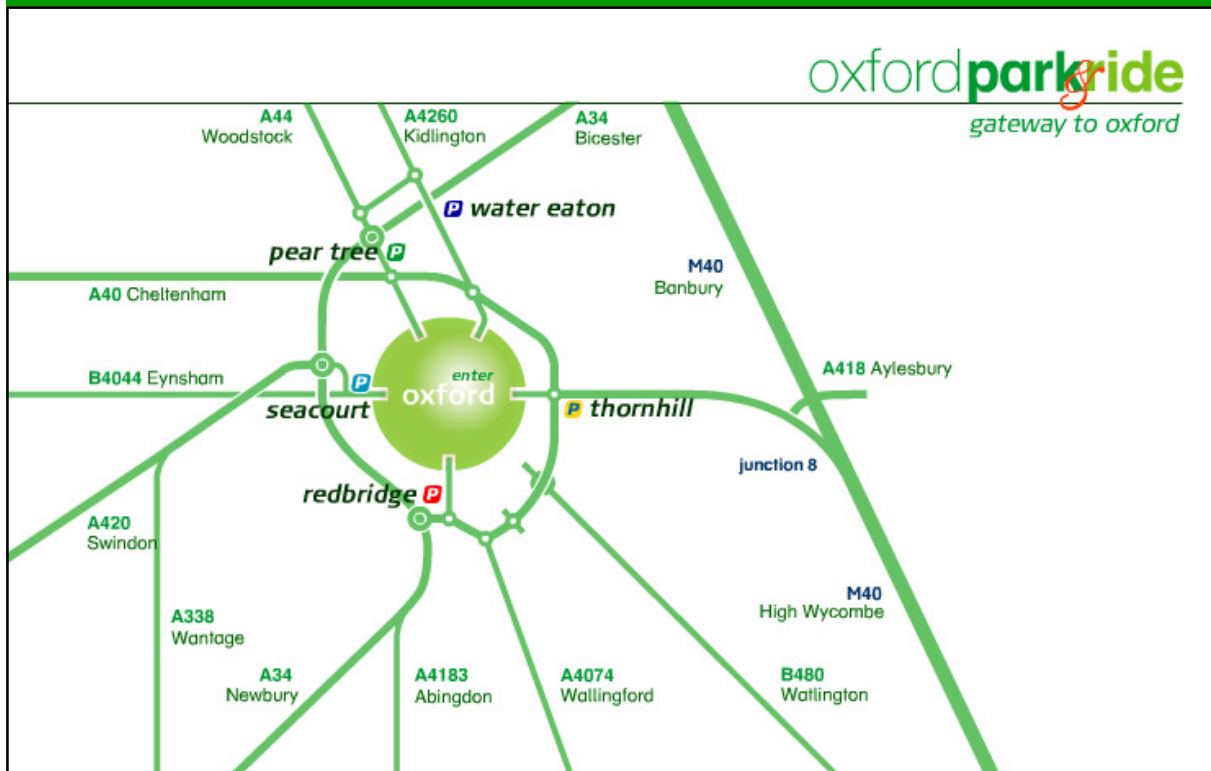 oxfordpark&ride
gateway to oxford
A44
Woodstock
A4260
Kidlington
A34
Bicester
P water eaton
pear tree P
M40
Banbury
A40 Cheltenham
A418 Aylesbury
B4044 Eynsham
P
seacourt
enter
oxford
P thornhill
junction 8
redbridge P
A420
Swindon
M40
High Wycombe
A338
Wantage
A34
Newbury
A4183
Abingdon
A4074
Wallingford
B480
Watlington